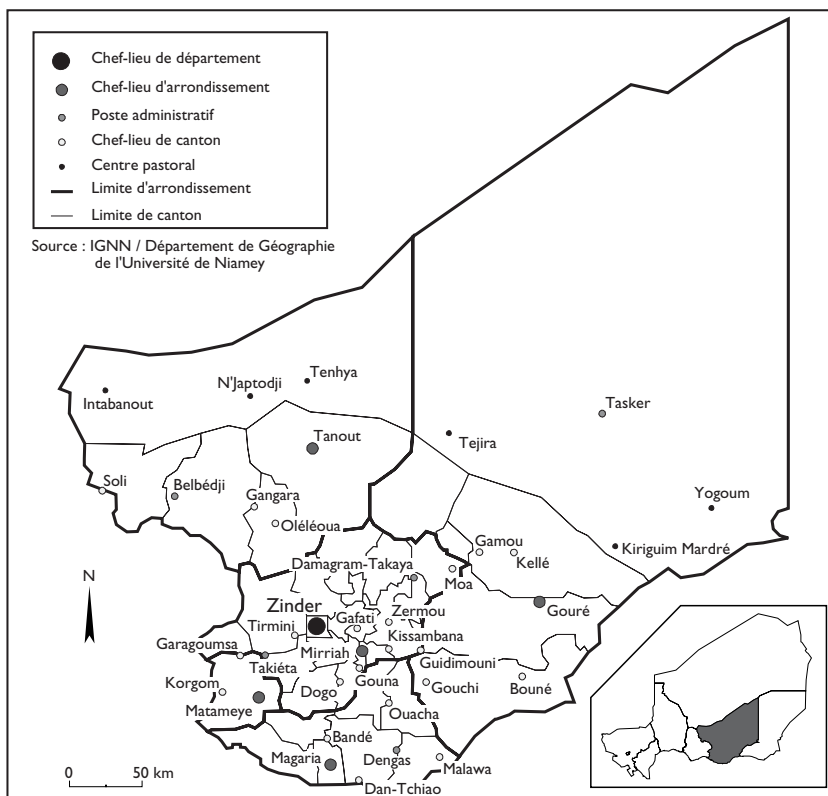 Chef-lieu de département
Chef-lieu d'arrondissement
Poste administratif
Chef-lieu de canton
Centre pastoral
Limite d'arrondissement
Limite de canton
Source : IGNN / Département de Géographie
de l'Université de Niamey
Tenhya
N'Japtodji
Intabanout
Tasker
Tanout
Tejira
Soli
Belbédji
Yogoum
Gangara
Oléléoua
Gamou
Kellé
Kiriguim Mardré
Damagram-Takaya
Moa
N
Zinder
Gouré
Tirmini
Gafati
Zermou
Garagoumsa
Kissambana
Mirriah
Takiéta
Guidimouni
Korgom
Gouna
Gouchi
Bouné
Dogo
Matameye
Ouacha
Bandé
Magaria
Dengas
Malawa
0 50 km
Dan-Tchiao